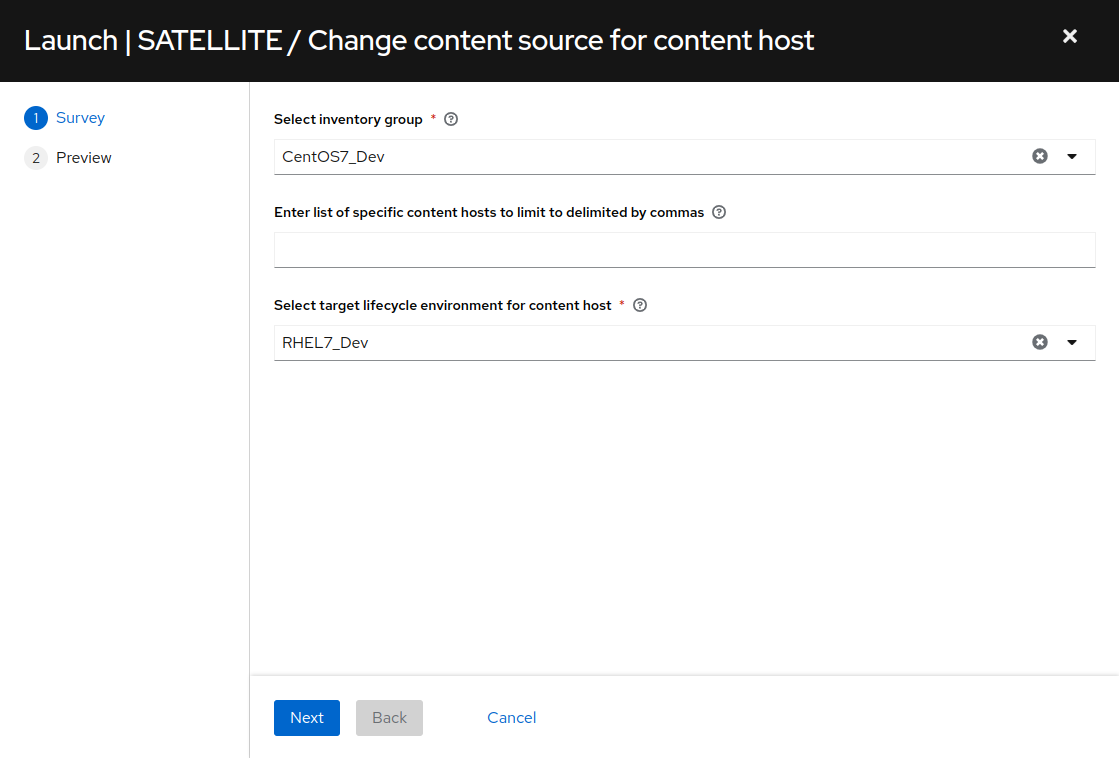 Launch | SATELLITE / Change content source for content host
1 Survey
2 Preview
Select inventory group *
CentOS7_Dev
Enter list of specific content hosts to limit to delimited by commas
Select target lifecycle environment for content host *
RHEL7_Dev
Next Back Cancel